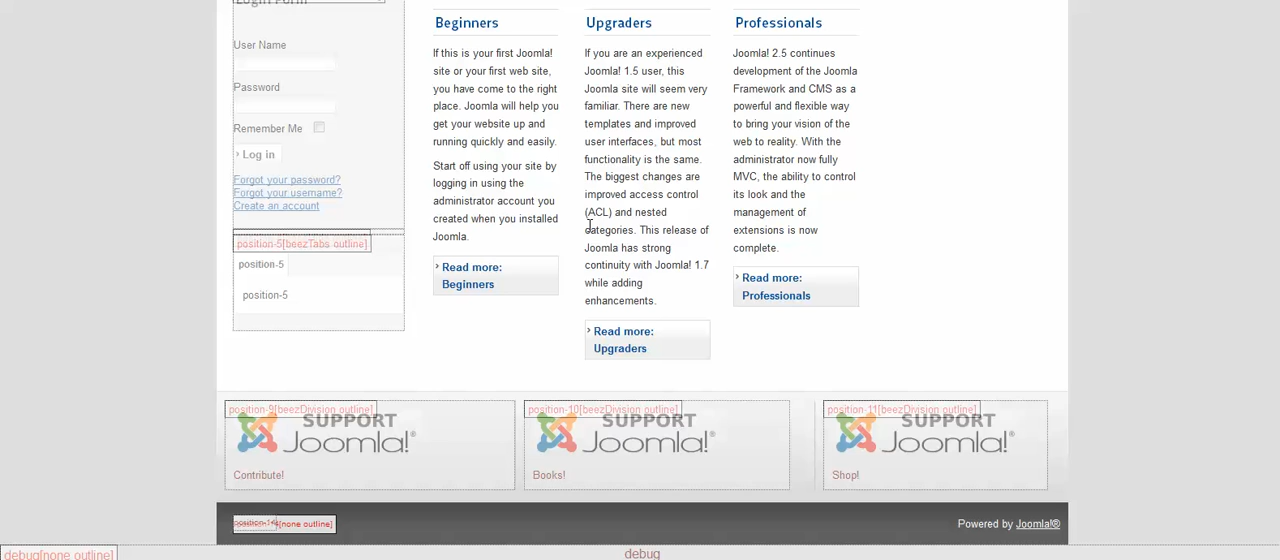 Login Form
User Name
Password
Remember Me
Log in
Forgot your password?
Forgot your username?
Create an account
position-5[beezTabs outline]
position-5
position-5
Beginners
If this is your first Joomla!
site or your first web site,
you have come to the right
place. Joomla will help you
get your website up and
running quickly and easily.
Start off using your site by
logging in using the
administrator account you
created when you installed
Joomla.
Read more:
Beginners
Upgraders
If you are an experienced
Joomla! 1.5 user, this
Joomla site will seem very
familiar. There are new
templates and improved
user interfaces, but most
functionality is the same.
The biggest changes are
improved access control
(ACL) and nested
categories. This release of
Joomla has strong
continuity with Joomla! 1.7
while adding
enhancements.
Read more:
Upgraders
Professionals
Joomla! 2.5 continues
development of the Joomla
Framework and CMS as a
powerful and flexible way
to bring your vision of the
web to reality. With the
administrator now fully
MVC, the ability to control
its look and the
management of
extensions is now
complete.
Read more:
Professionals
position-9[beezDivision outline]
SUPPORT
Joomla!®
Contribute!
position-10[beezDivision outline]
SUPPORT
Joomla!®
Books!
position-11[beezDivision outline]
SUPPORT
Joomla!®
Shop!
position-14[none outline]
Powered by Joomla!®
debug[none outline]
debug